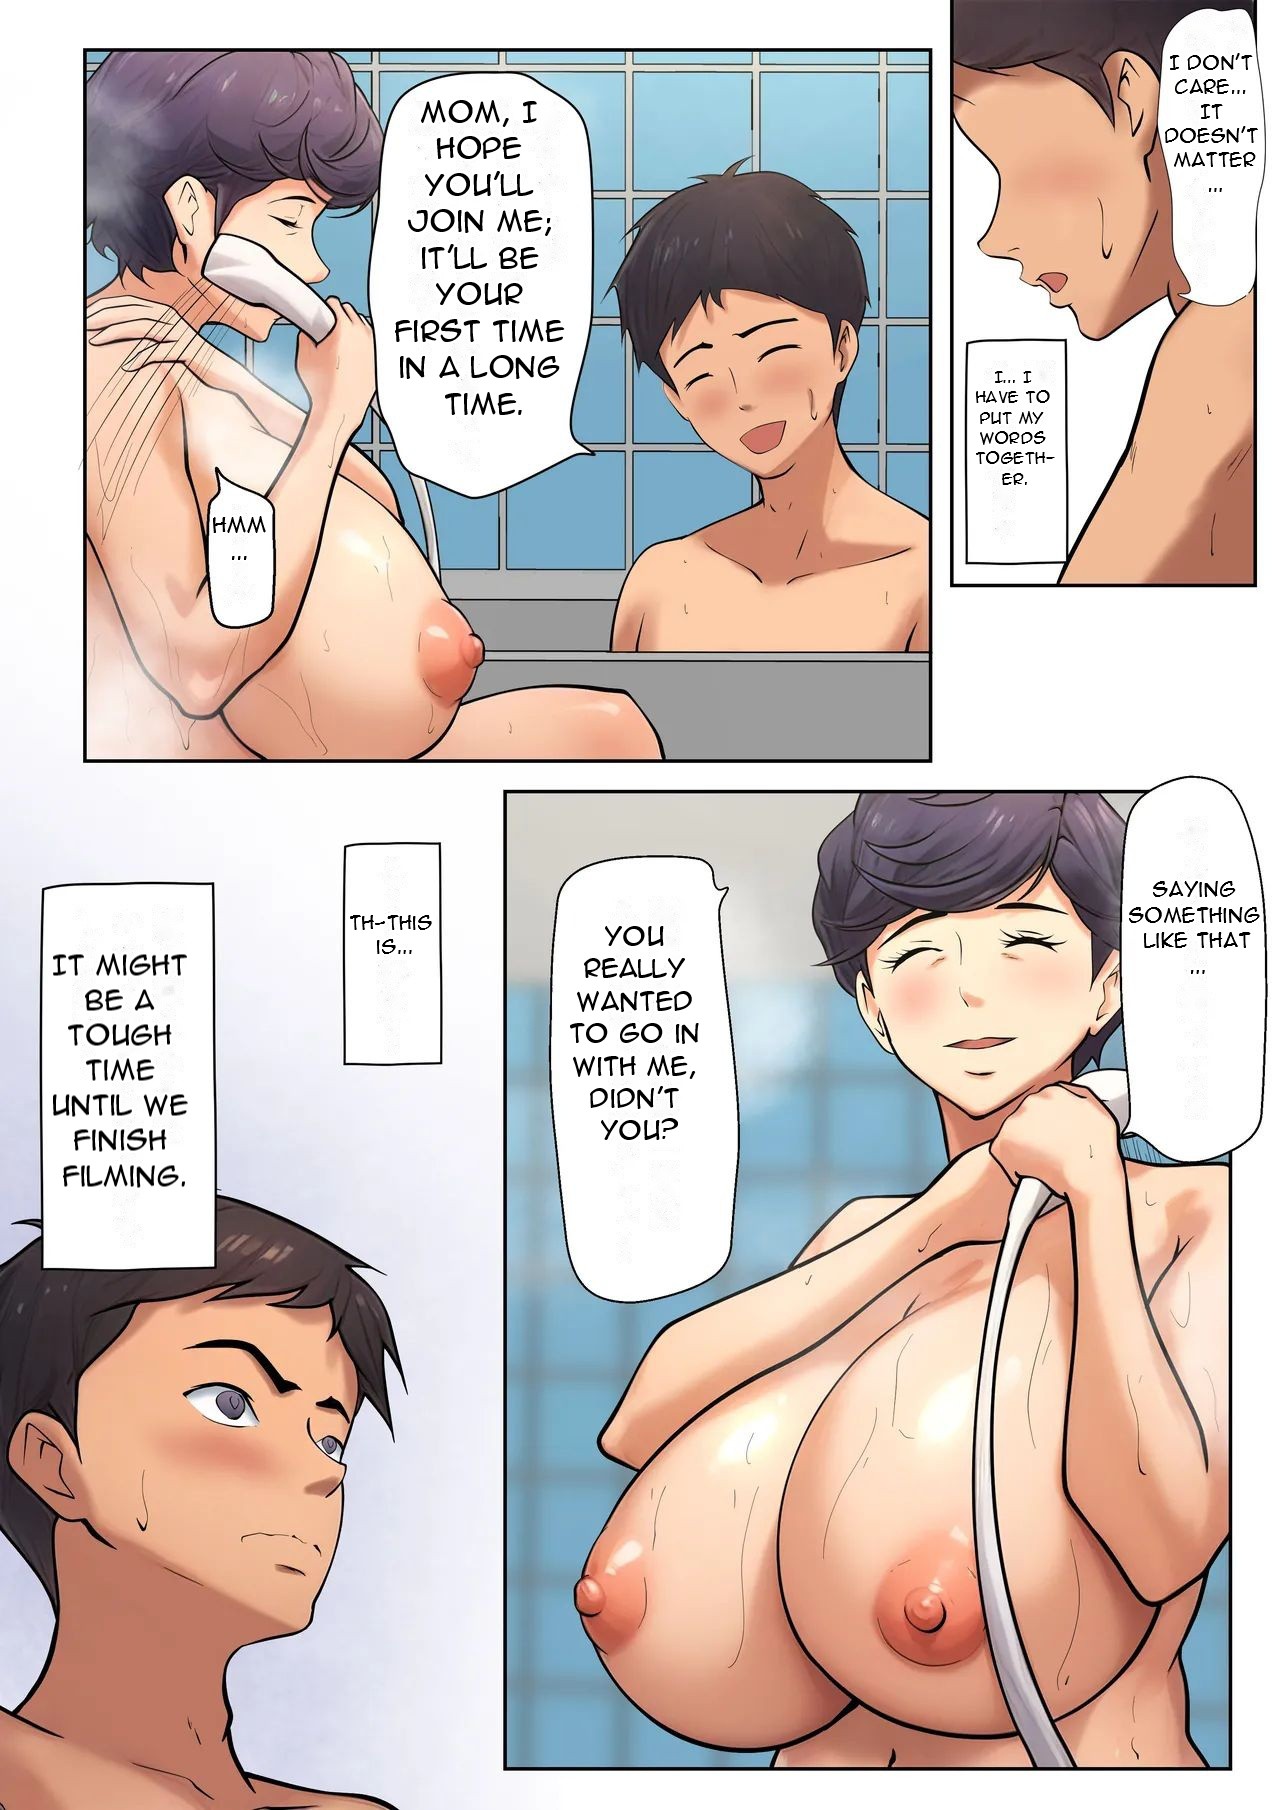 I DON'T
CARE...
IT
DOESN'T
MATTER
...
I... I
HAVE TO
PUT MY
WORDS
TOGETH-
ER.
MOM, I
HOPE
YOU'LL
JOIN ME;
IT'LL BE
YOUR
FIRST TIME
IN A LONG
TIME.
HMM
...
SAYING
SOMETHING
LIKE THAT
...
YOU
REALLY
WANTED
TO GO IN
WITH ME,
DIDN'T
YOU?
TH-THIS
IS...
IT MIGHT
BE A
TOUGH
TIME
UNTIL WE
FINISH
FILMING.